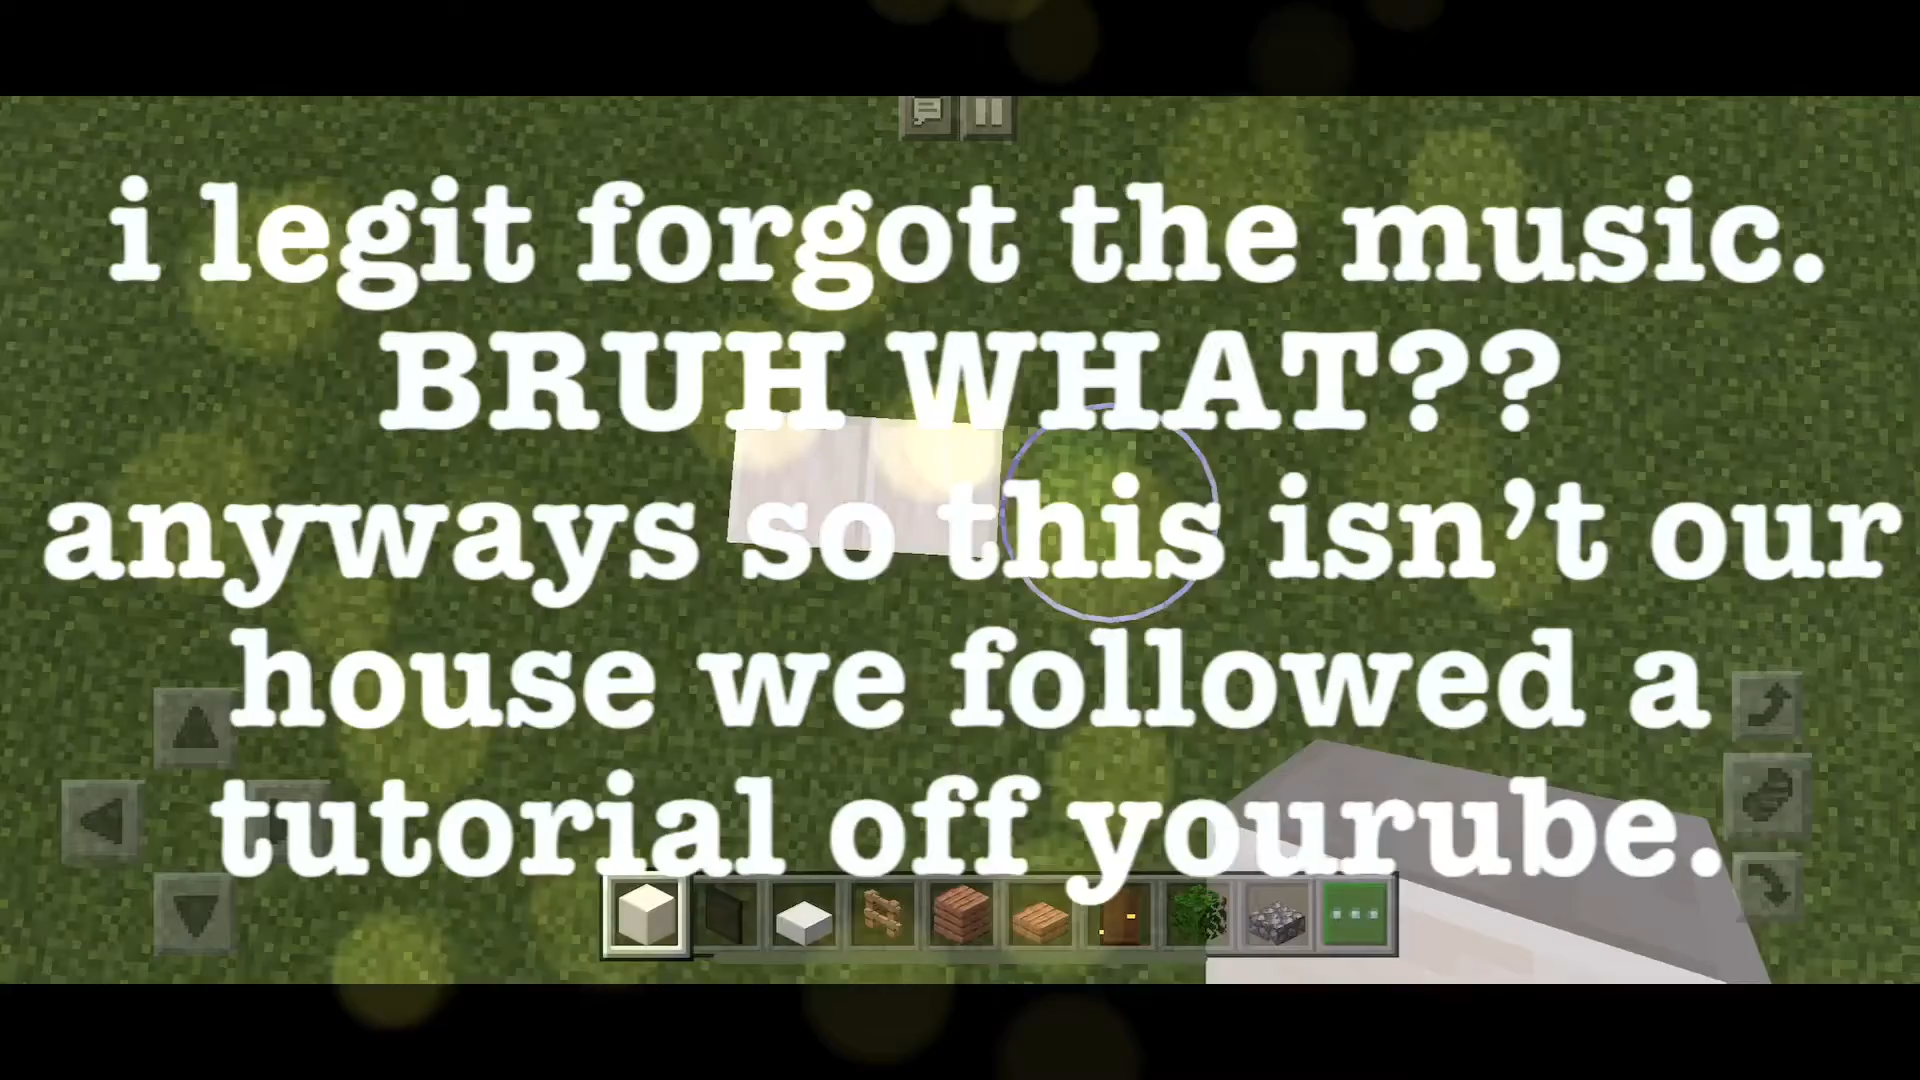 i legit forgot the music.
BRUH WHAT??
anyways so this isn’t our
house we followed a
tutorial off yourube.